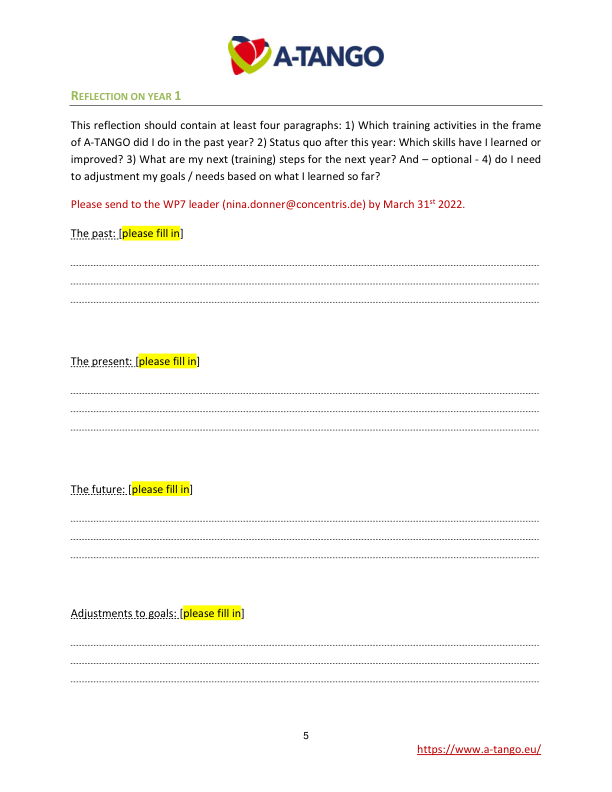 A-TANGO
REFLECTION ON YEAR 1
This reflection should contain at least four paragraphs: 1) Which training activities in the frame
of A-TANGO did I do in the past year? 2) Status quo after this year: Which skills have I learned or
improved? 3) What are my next (training) steps for the next year? And – optional - 4) do I need
to adjustment my goals / needs based on what I learned so far?
Please send to the WP7 leader (nina.donner@concentris.de) by March 31st 2022.
The past: [please fill in]
The present: [please fill in]
The future: [please fill in]
Adjustments to goals: [please fill in]
5
https://www.a-tango.eu/